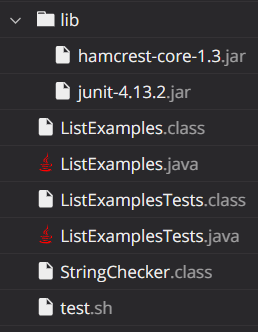 lib
hamcrest-core-1.3.jar
junit-4.13.2.jar
ListExamples.class
ListExamples.java
ListExamplesTests.class
ListExamplesTests.java
StringChecker.class
test.sh